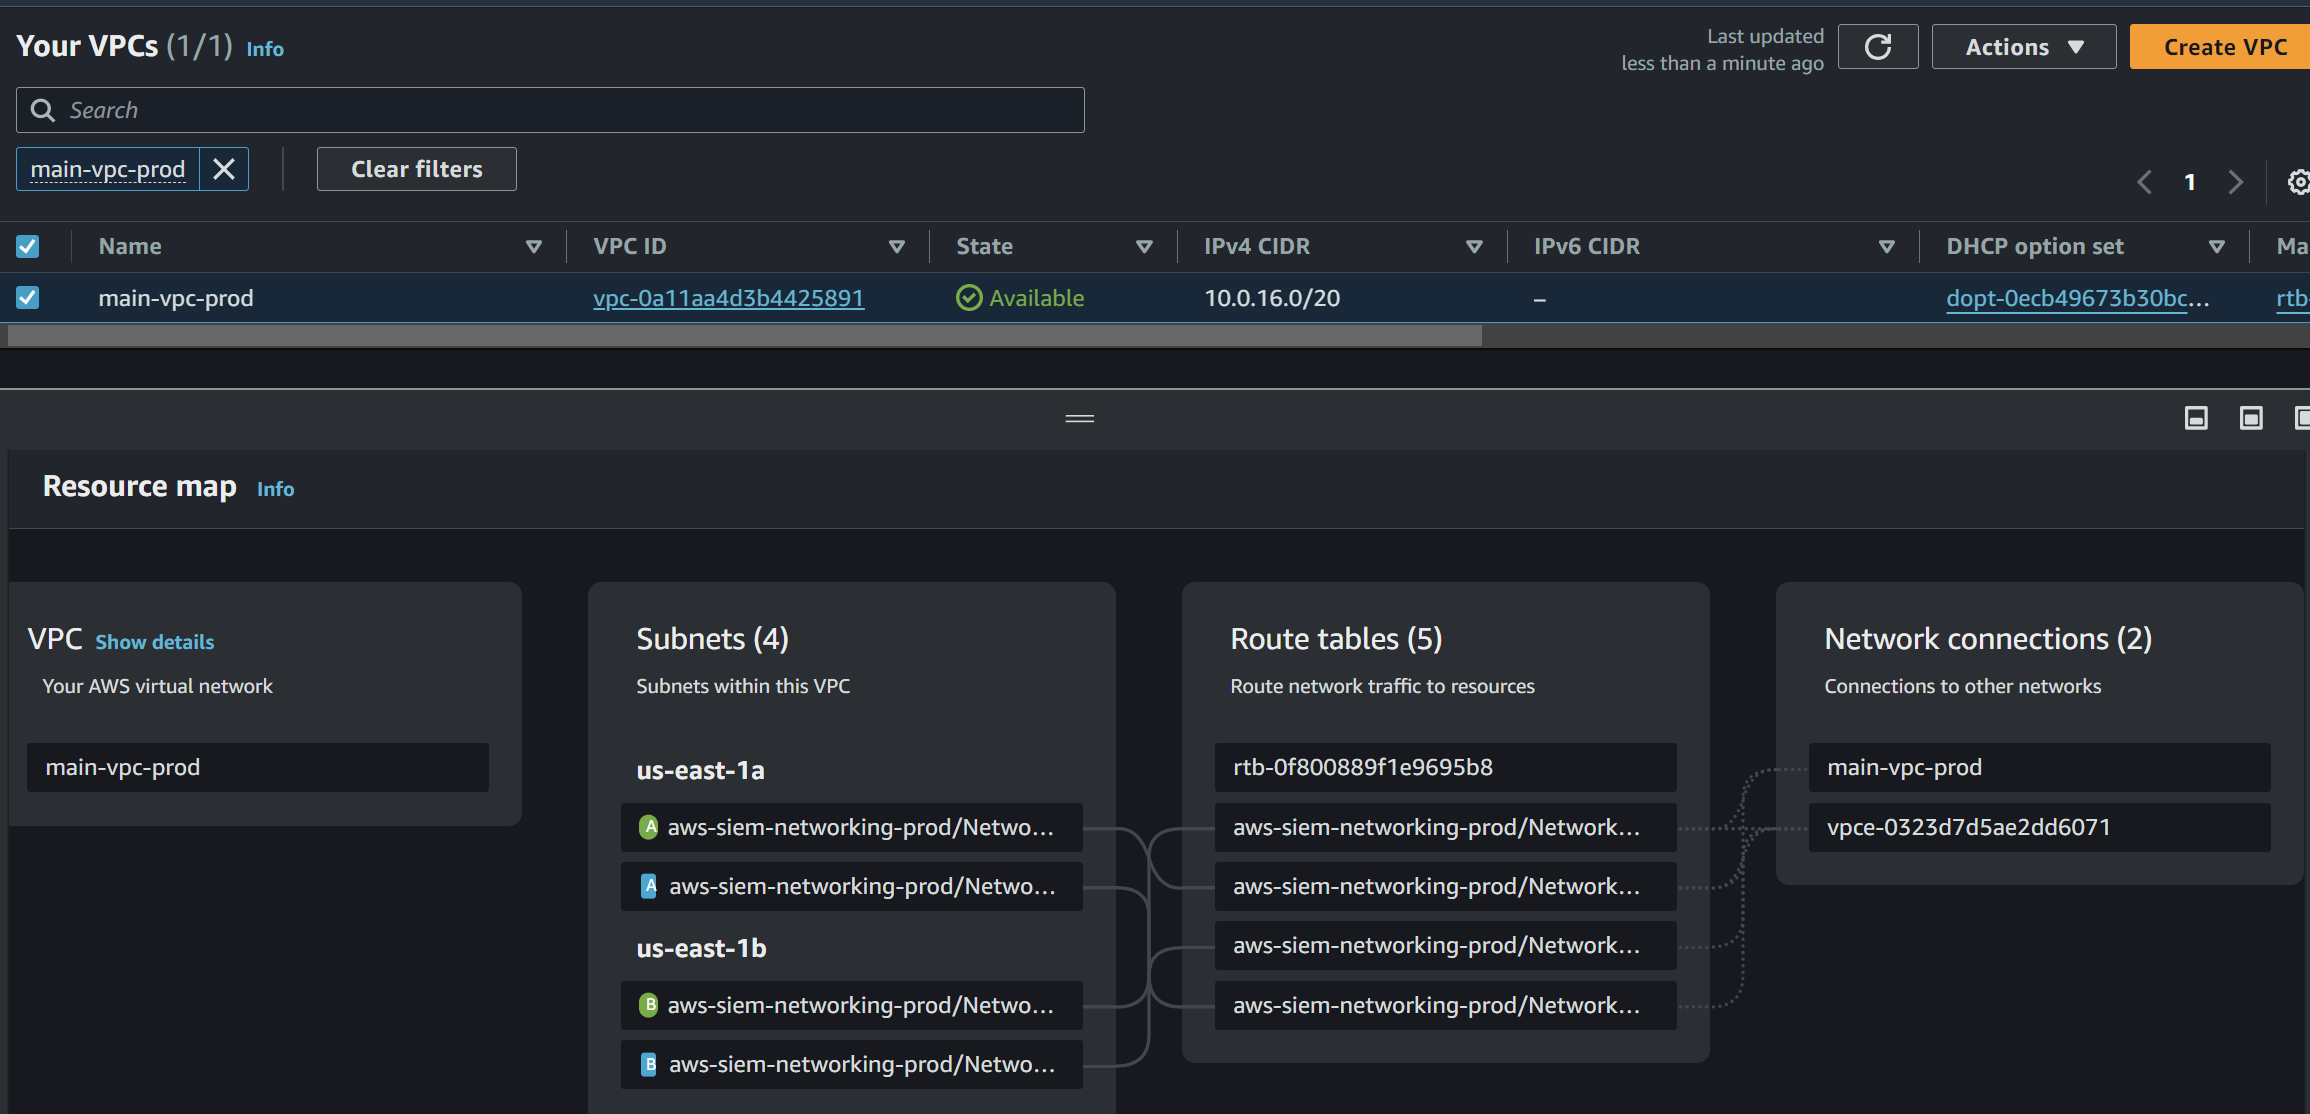 Your VPCs (1/1) Info
Last updated
less than a minute ago
Actions
Create VPC
Search
main-vpc-prod
Clear filters
1
Name VPC ID State IPv4 CIDR IPv6 CIDR DHCP option set Ma
main-vpc-prod vpc-0a11aa4d3b4425891 Available 10.0.16.0/20 – dopt-0ecb49673b30bc... rtb-
Resource map Info
VPC Show details
Your AWS virtual network
main-vpc-prod
Subnets (4)
Subnets within this VPC
us-east-1a
A aws-siem-networking-prod/Netwo...
A aws-siem-networking-prod/Netwo...
us-east-1b
B aws-siem-networking-prod/Netwo...
B aws-siem-networking-prod/Netwo...
Route tables (5)
Route network traffic to resources
rtb-0f800889f1e9695b8
aws-siem-networking-prod/Network...
aws-siem-networking-prod/Network...
aws-siem-networking-prod/Network...
aws-siem-networking-prod/Network...
Network connections (2)
Connections to other networks
main-vpc-prod
vpce-0323d7d5ae2dd6071